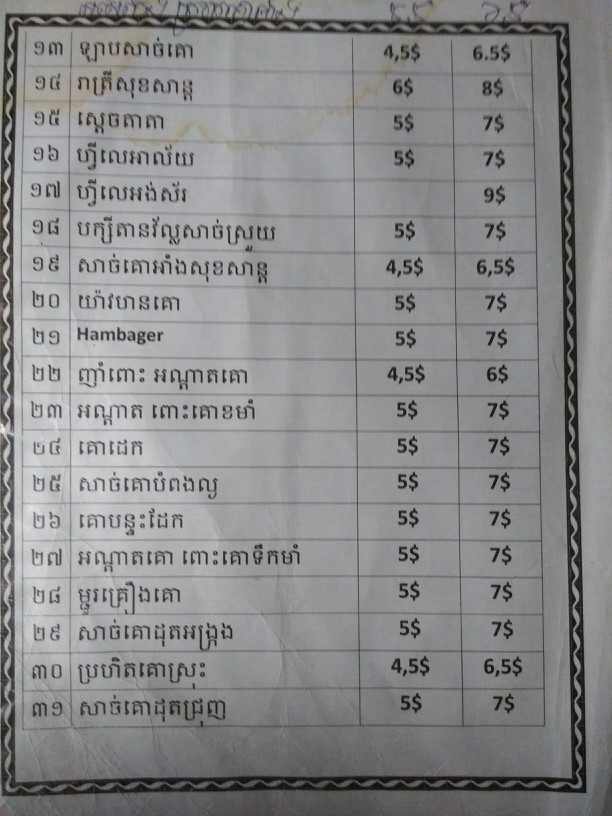 ១៣ ឡាបសាច់គោ 4,5$ 6.5$
១៤ រាត្រីសុខសាន្ត 6$ 8$
១៥ ស្ដេចតាតា 5$ 7$
១៦ ហ្វីលេអាល័យ 5$ 7$
១៧ ហ្វីលេអង់ស័រ 9$
១៨ បក្សីតានវ័ល្លសាច់ស្រួយ 5$ 7$
១៩ សាច់គោអាំងសុខសាន្ត 4,5$ 6,5$
២០ យ៉ាវហានគោ 5$ 7$
២១ Hambager 5$ 7$
២២ ញាំពោះ អណ្ដាតគោ 4,5$ 6$
២៣ អណ្ដាត ពោះគោខមាំ 5$ 7$
២៤ គោដេក 5$ 7$
២៥ សាច់គោបំពងល្ង 5$ 7$
២៦ គោបន្ទះដែក 5$ 7$
២៧ អណ្ដាតគោ ពោះគោទឹកមាំ 5$ 7$
២៨ ម្ជូរគ្រឿងគោ 5$ 7$
២៩ សាច់គោដុតអង្ក្រង 5$ 7$
៣០ ប្រហិតគោស្រុះ 4,5$ 6,5$
៣១ សាច់គោដុតជ្រុញ 5$ 7$